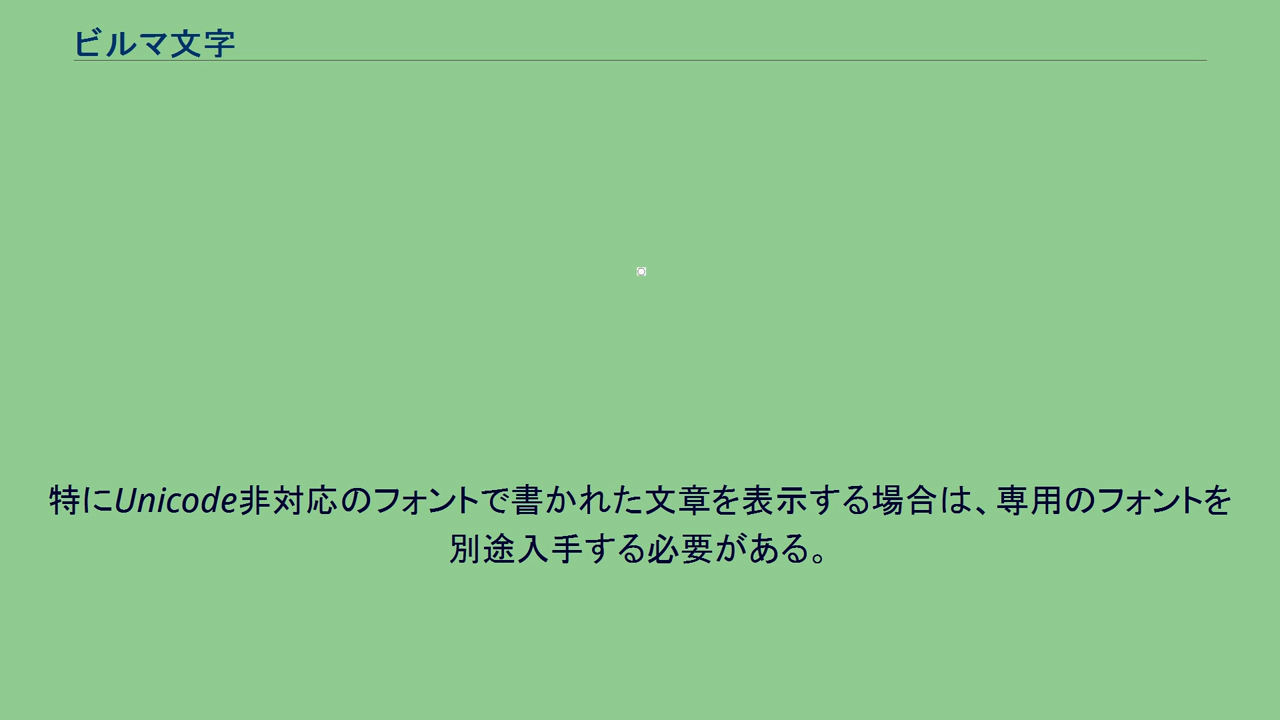 ビルマ文字
特にUnicode非対応のフォントで書かれた文章を表示する場合は、専用のフォントを
別途入手する必要がある。